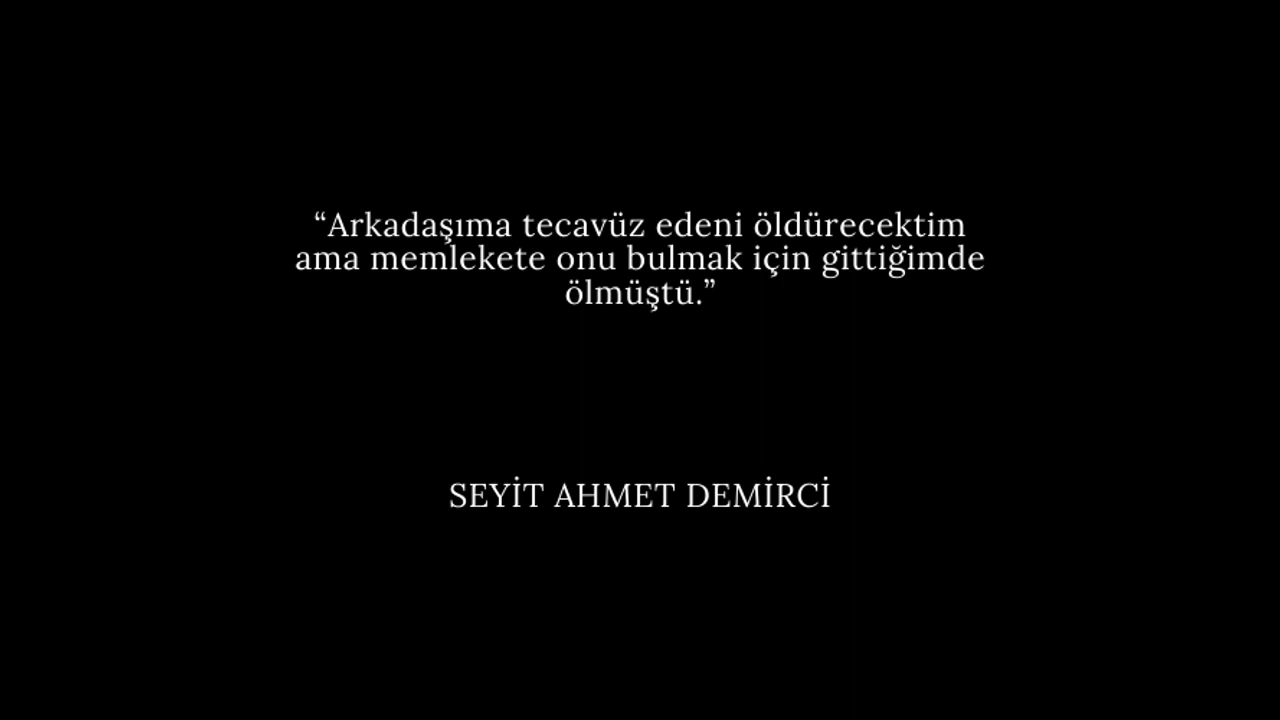 “Arkadaşıma tecavüz edeni öldürecektim
ama memlekete onu bulmak için gittiğimde
ölmüştü.”
SEYİT AHMET DEMİRCİ